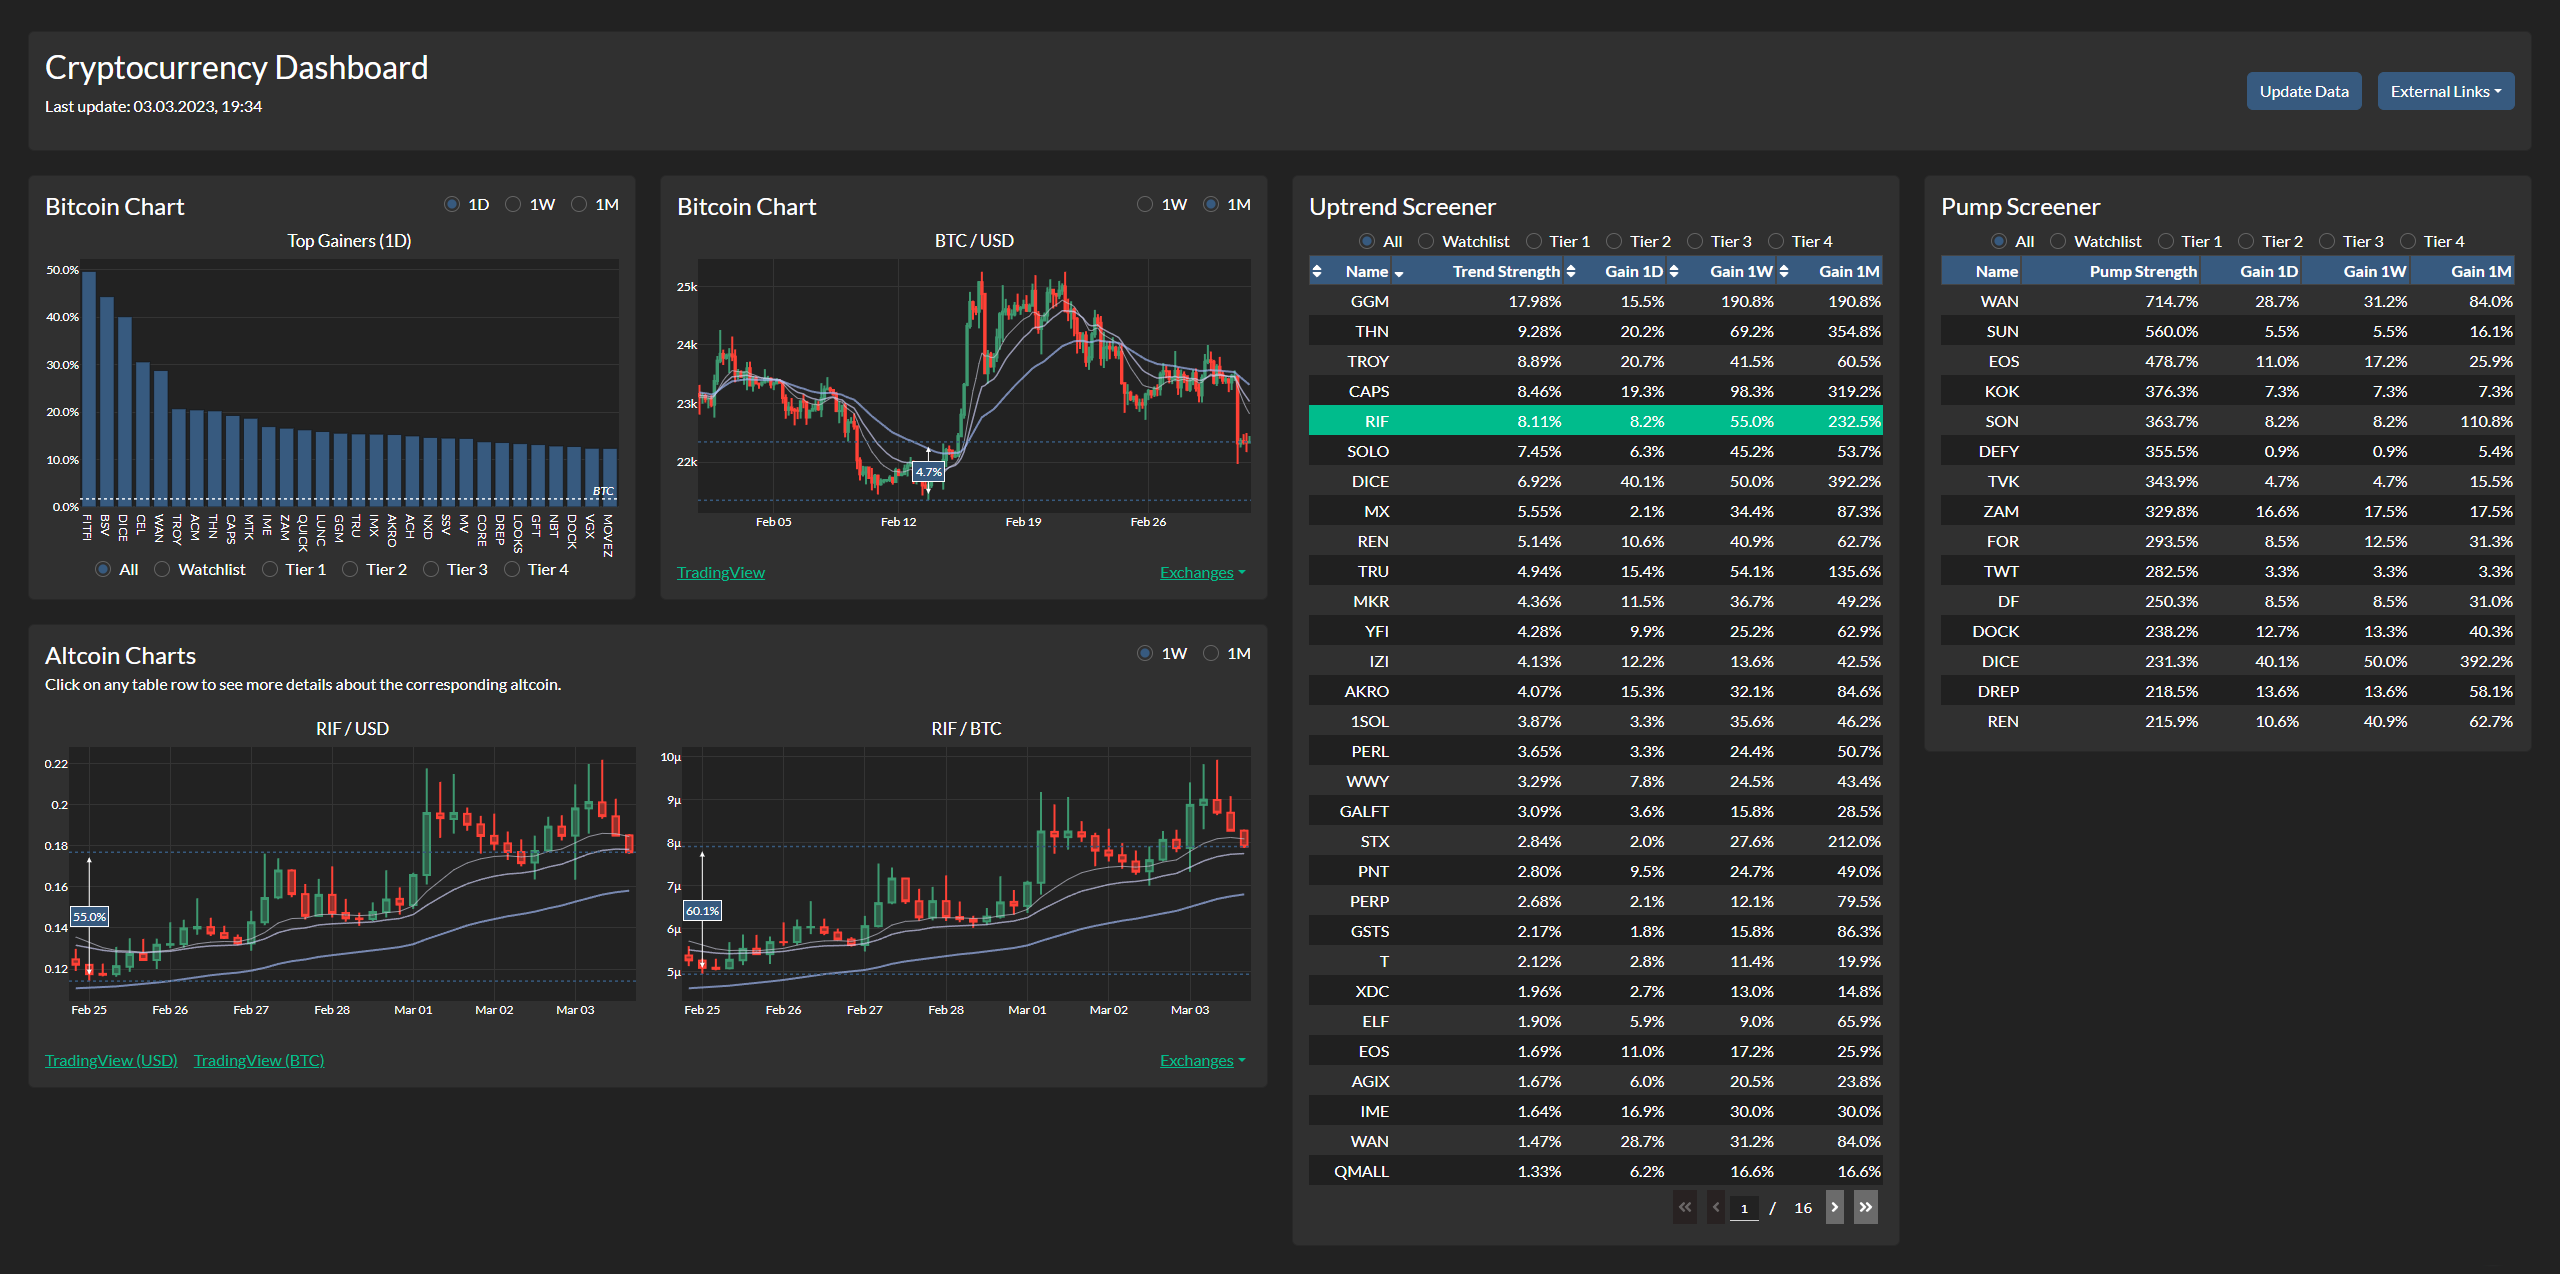 Cryptocurrency Dashboard
Last update: 03.03.2023, 19:34
Update Data
External Links
Bitcoin Chart
1D 1W 1M
Top Gainers (1D)
50.0%
40.0%
30.0%
20.0%
10.0%
0.0%
BTC
FITFI BSV DICE CEL WAN TROY ACM THN CAPS MTK IME ZAM QUICK LUNC GGM TRU IMX AKRO ACH NXD SSV MV CORE DREP LOOKS GFT NBT DOCK VGX MOVEZ
All Watchlist Tier 1 Tier 2 Tier 3 Tier 4
Bitcoin Chart
1W 1M
BTC / USD
25k
24k
23k
22k
4.7%
Feb 05 Feb 12 Feb 19 Feb 26
TradingView
Exchanges
Altcoin Charts
1W 1M
Click on any table row to see more details about the corresponding altcoin.
RIF / USD
0.22
0.2
0.18
0.16
0.14
0.12
55.0%
Feb 25 Feb 26 Feb 27 Feb 28 Mar 01 Mar 02 Mar 03
RIF / BTC
10μ
9μ
8μ
7μ
6μ
5μ
60.1%
Feb 25 Feb 26 Feb 27 Feb 28 Mar 01 Mar 02 Mar 03
TradingView (USD) TradingView (BTC)
Exchanges
Uptrend Screener
All Watchlist Tier 1 Tier 2 Tier 3 Tier 4
Name Trend Strength Gain 1D Gain 1W Gain 1M
GGM 17.98% 15.5% 190.8% 190.8%
THN 9.28% 20.2% 69.2% 354.8%
TROY 8.89% 20.7% 41.5% 60.5%
CAPS 8.46% 19.3% 98.3% 319.2%
RIF 8.11% 8.2% 55.0% 232.5%
SOLO 7.45% 6.3% 45.2% 53.7%
DICE 6.92% 40.1% 50.0% 392.2%
MX 5.55% 2.1% 34.4% 87.3%
REN 5.14% 10.6% 40.9% 62.7%
TRU 4.94% 15.4% 54.1% 135.6%
MKR 4.36% 11.5% 36.7% 49.2%
YFI 4.28% 9.9% 25.2% 62.9%
IZI 4.13% 12.2% 13.6% 42.5%
AKRO 4.07% 15.3% 32.1% 84.6%
1SOL 3.87% 3.3% 35.6% 46.2%
PERL 3.65% 3.3% 24.4% 50.7%
WWY 3.29% 7.8% 24.5% 43.4%
GALFT 3.09% 3.6% 15.8% 28.5%
STX 2.84% 2.0% 27.6% 212.0%
PNT 2.80% 9.5% 24.7% 49.0%
PERP 2.68% 2.1% 12.1% 79.5%
GSTS 2.17% 1.8% 15.8% 86.3%
T 2.12% 2.8% 11.4% 19.9%
XDC 1.96% 2.7% 13.0% 14.8%
ELF 1.90% 5.9% 9.0% 65.9%
EOS 1.69% 11.0% 17.2% 25.9%
AGIX 1.67% 6.0% 20.5% 23.8%
IME 1.64% 16.9% 30.0% 30.0%
WAN 1.47% 28.7% 31.2% 84.0%
QMALL 1.33% 6.2% 16.6% 16.6%
1 / 16
Pump Screener
All Watchlist Tier 1 Tier 2 Tier 3 Tier 4
Name Pump Strength Gain 1D Gain 1W Gain 1M
WAN 714.7% 28.7% 31.2% 84.0%
SUN 560.0% 5.5% 5.5% 16.1%
EOS 478.7% 11.0% 17.2% 25.9%
KOK 376.3% 7.3% 7.3% 7.3%
SON 363.7% 8.2% 8.2% 110.8%
DEFY 355.5% 0.9% 0.9% 5.4%
TVK 343.9% 4.7% 4.7% 15.5%
ZAM 329.8% 16.6% 17.5% 17.5%
FOR 293.5% 8.5% 12.5% 31.3%
TWT 282.5% 3.3% 3.3% 3.3%
DF 250.3% 8.5% 8.5% 31.0%
DOCK 238.2% 12.7% 13.3% 40.3%
DICE 231.3% 40.1% 50.0% 392.2%
DREP 218.5% 13.6% 13.6% 58.1%
REN 215.9% 10.6% 40.9% 62.7%